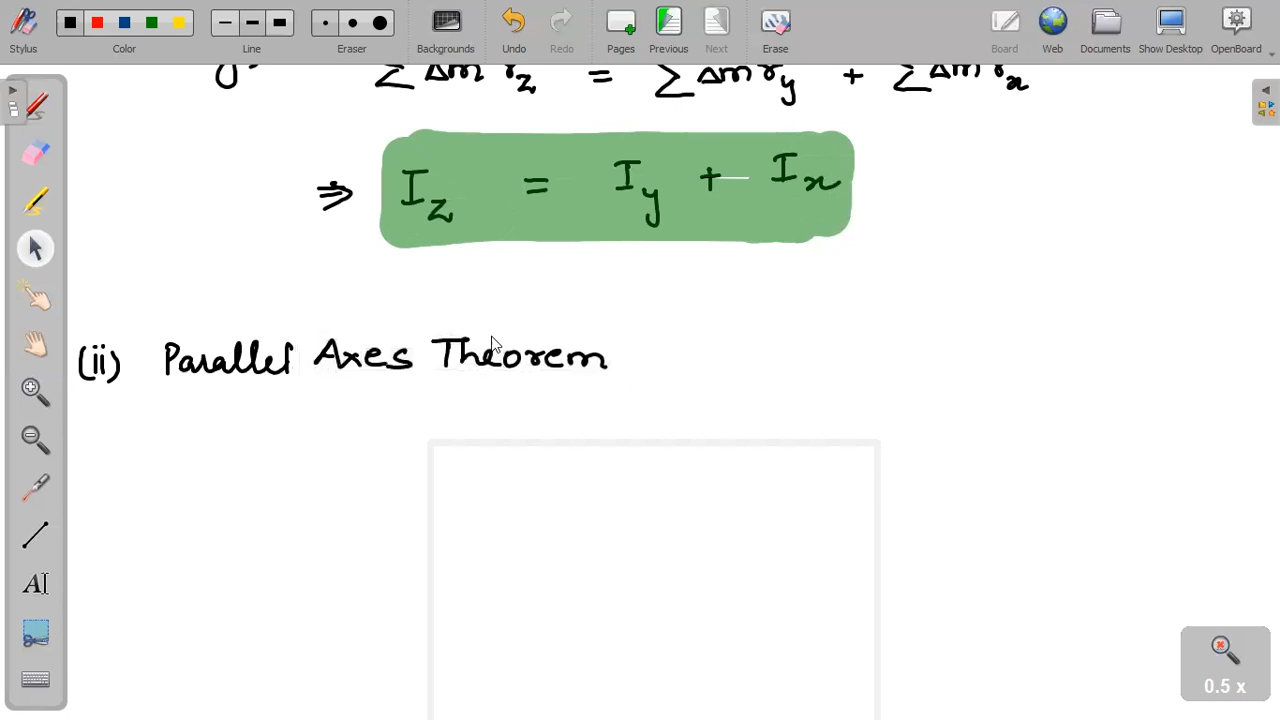 Stylus Color Line Eraser Backgrounds Undo Redo Pages Previous Next Erase Board Web Documents Show Desktop OpenBoard
Σ Δm r_z = Σ Δm r_y + Σ Δm r_x
⇒ I_z = I_y + I_x
(ii) Parallel Axes Theorem
AI
0.5 x